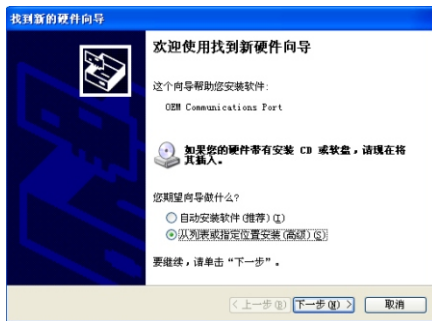 找到新的硬件向导
欢迎使用找到新硬件向导
这个向导帮助您安装软件:
OEM Communications Port
如果您的硬件带有安装 CD 或软盘，请现在将
其插入。
您期望向导做什么?
自动安装软件(推荐)(I)
从列表或指定位置安装(高级)(S)
要继续，请单击“下一步”。
<上一步(B) 下一步(N) > 取消